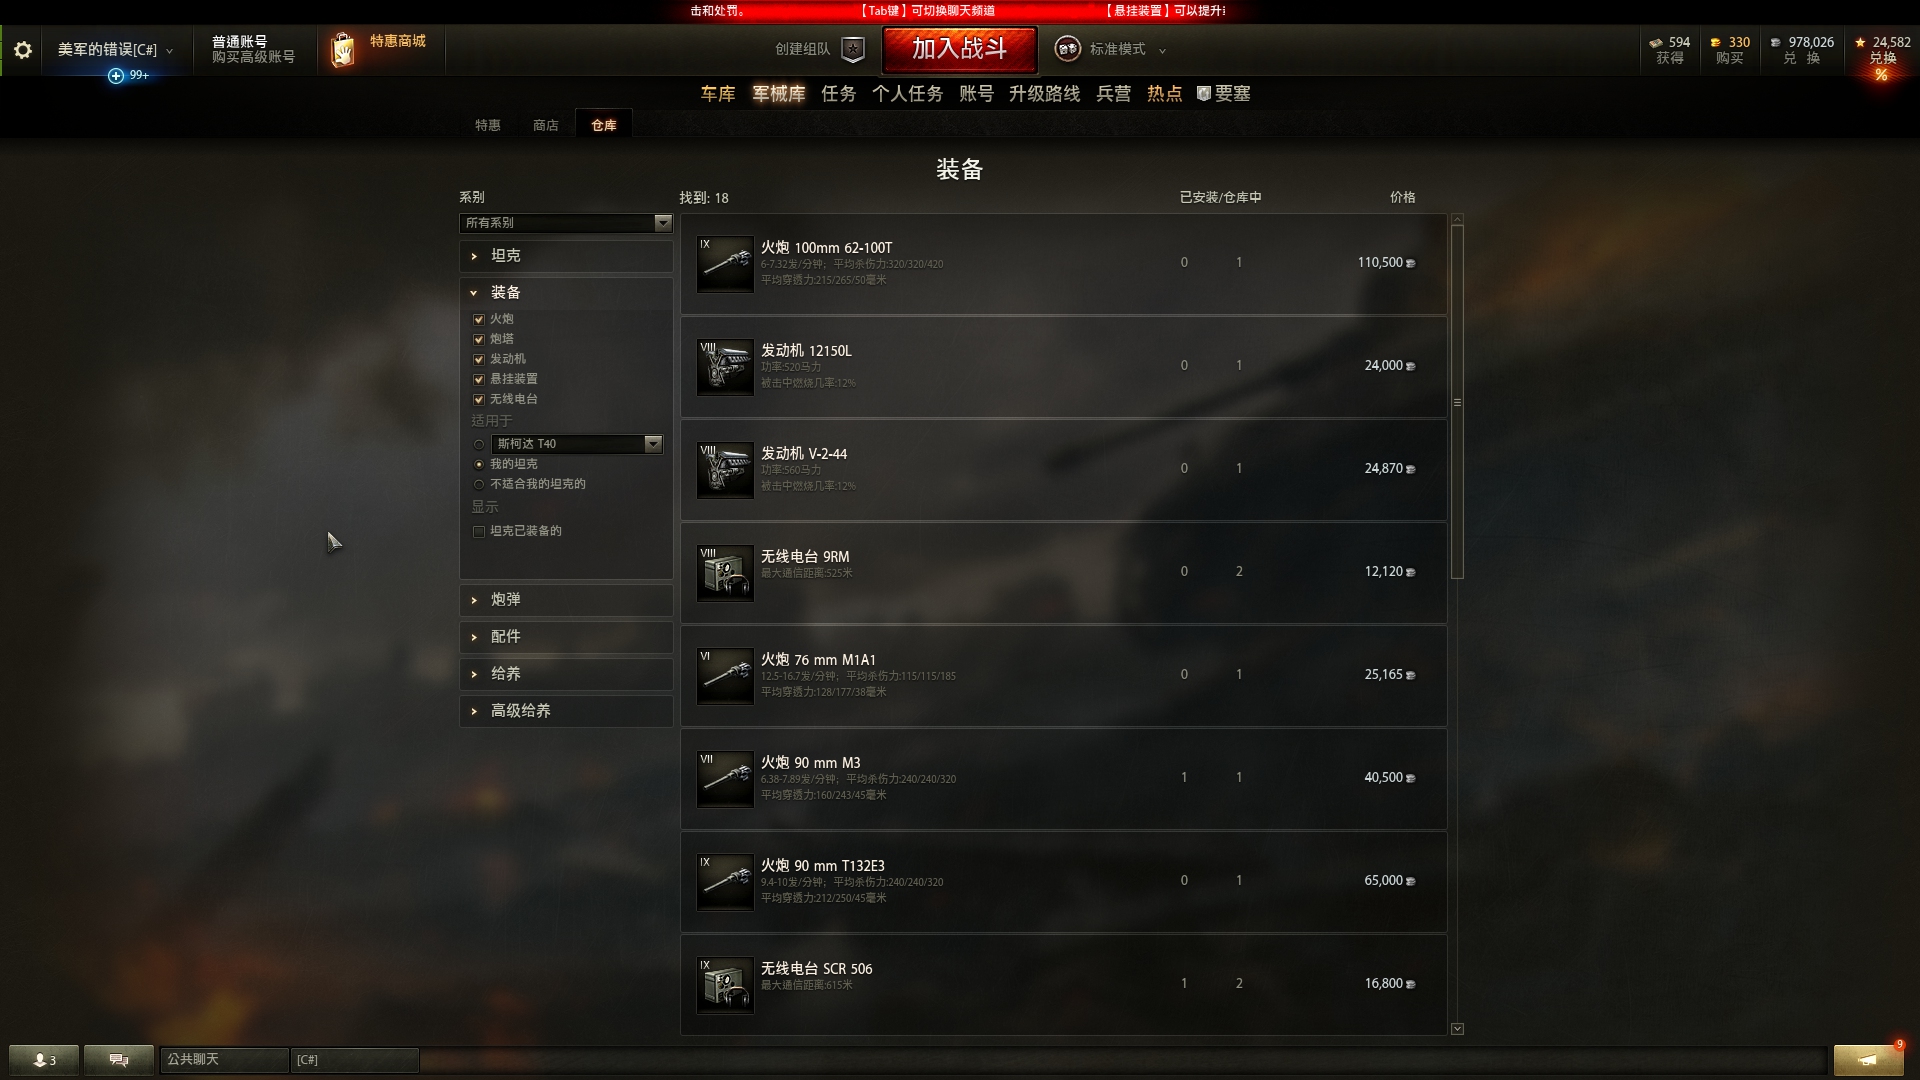 击和处罚。 【Tab键】可切换聊天频道 【悬挂装置】可以提升
美军的错误[C#]
99+
普通账号
购买高级账号
特惠商城
创建组队
加入战斗
标准模式
594
获得
330
购买
978,026
兑 换
24,582
兑换
%
车库 军械库 任务 个人任务 账号 升级路线 兵营 热点 要塞
特惠 商店 仓库
装备
系别
找到: 18
已安装/仓库中
价格
所有系别
坦克
装备
火炮
炮塔
发动机
悬挂装置
无线电台
适用于
斯柯达 T40
我的坦克
不适合我的坦克的
显示
坦克已装备的
炮弹
配件
给养
高级给养
IX
火炮 100mm 62-100T
6-7.32发/分钟；平均杀伤力:320/320/420
平均穿透力:215/265/50毫米
0 1 110,500
VIII
发动机 12150L
功率:520马力
被击中燃烧几率:12%
0 1 24,000
VIII
发动机 V-2-44
功率:560马力
被击中燃烧几率:12%
0 1 24,870
VIII
无线电台 9RM
最大通信距离:525米
0 2 12,120
VI
火炮 76 mm M1A1
12.5-16.7发/分钟；平均杀伤力:115/115/185
平均穿透力:128/177/38毫米
0 1 25,165
VII
火炮 90 mm M3
6.38-7.89发/分钟；平均杀伤力:240/240/320
平均穿透力:160/243/45毫米
1 1 40,500
IX
火炮 90 mm T132E3
9.4-10发/分钟；平均杀伤力:240/240/320
平均穿透力:212/250/45毫米
0 1 65,000
IX
无线电台 SCR 506
最大通信距离:615米
1 2 16,800
3
公共聊天
[C#]
9